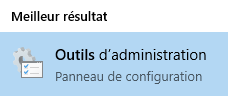 Meilleur résultat
Outils d’administration
Panneau de configuration